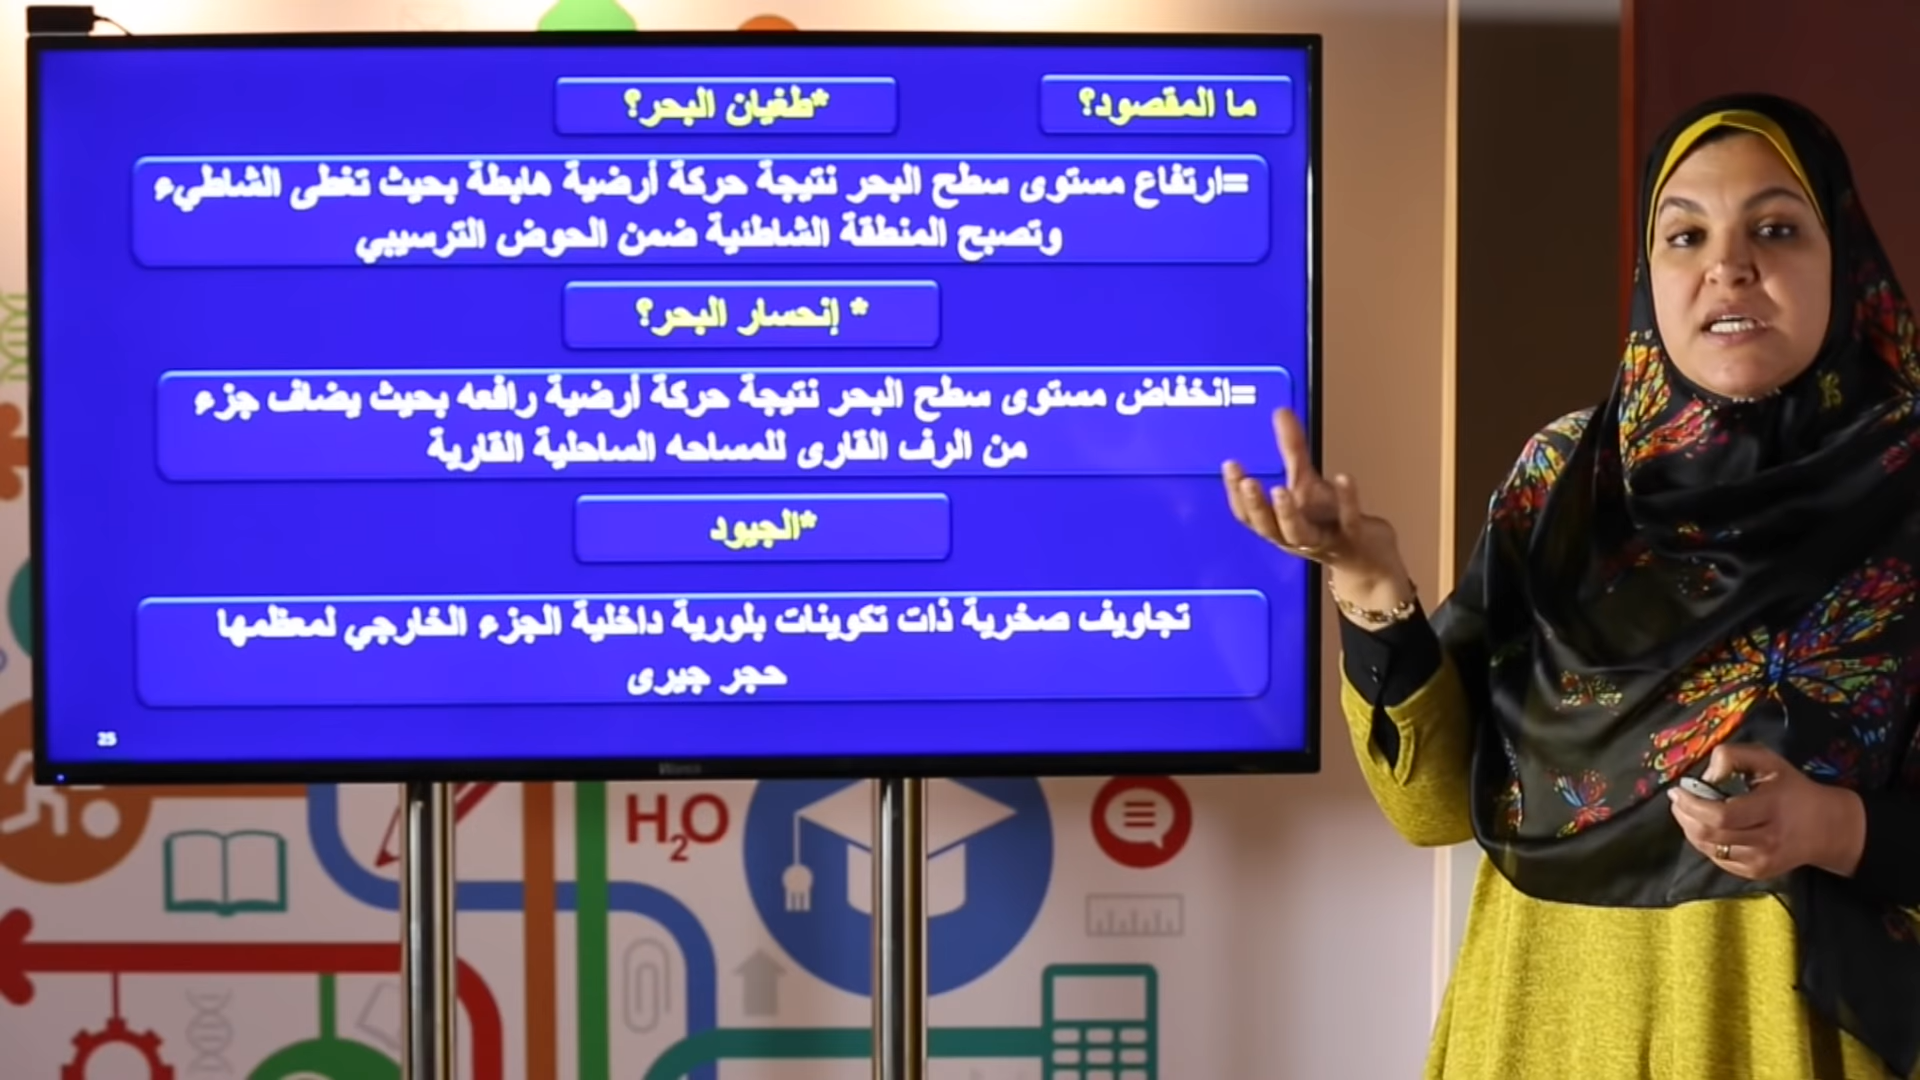 ما المقصود؟
*طغيان البحر؟
=ارتفاع مستوى سطح البحر نتيجة حركة أرضية هابطة بحيث تغطى الشاطيء
وتصبح المنطقة الشاطئية ضمن الحوض الترسيبي
* إنحسار البحر؟
=انخفاض مستوى سطح البحر نتيجة حركة أرضية رافعه بحيث يضاف جزء
من الرف القارى للمساحه الساحلية القارية
*الجيود
تجاويف صخرية ذات تكوينات بلورية داخلية الجزء الخارجي لمعظمها
حجر جيرى
25
H2O